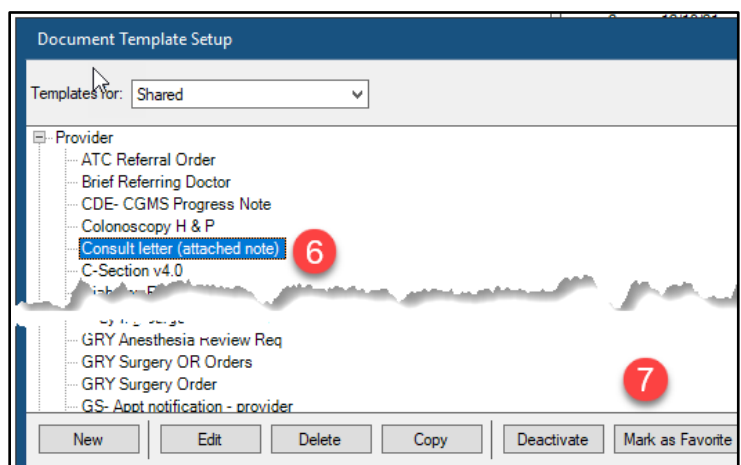 Document Template Setup
Templates for: Shared
Provider
ATC Referral Order
Brief Referring Doctor
CDE- CGMS Progress Note
Colonoscopy H & P
Consult letter (attached note) 6
C-Section v4.0
GRY Anesthesia Review Req
GRY Surgery OR Orders
GRY Surgery Order
7
GS- Appt notification - provider
New Edit Delete Copy Deactivate Mark as Favorite